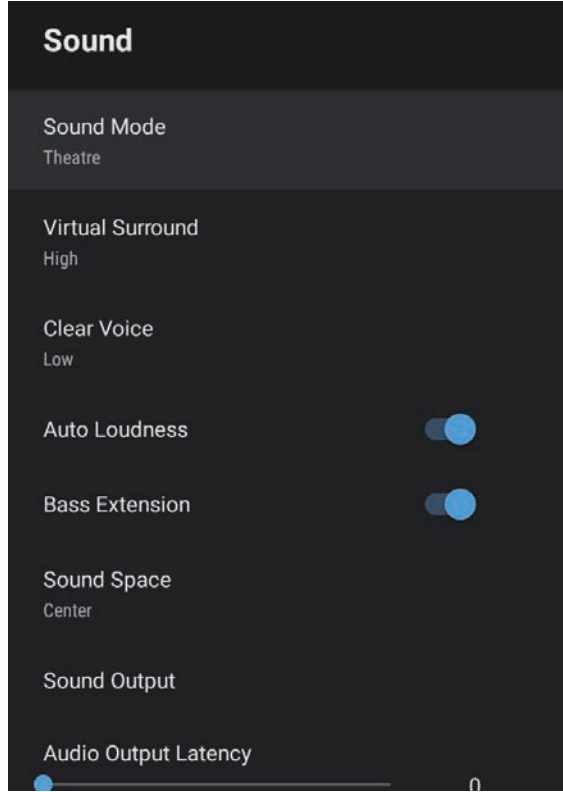 Sound
Sound Mode
Theatre
Virtual Surround
High
Clear Voice
Low
Auto Loudness
Bass Extension
Sound Space
Center
Sound Output
Audio Output Latency
0